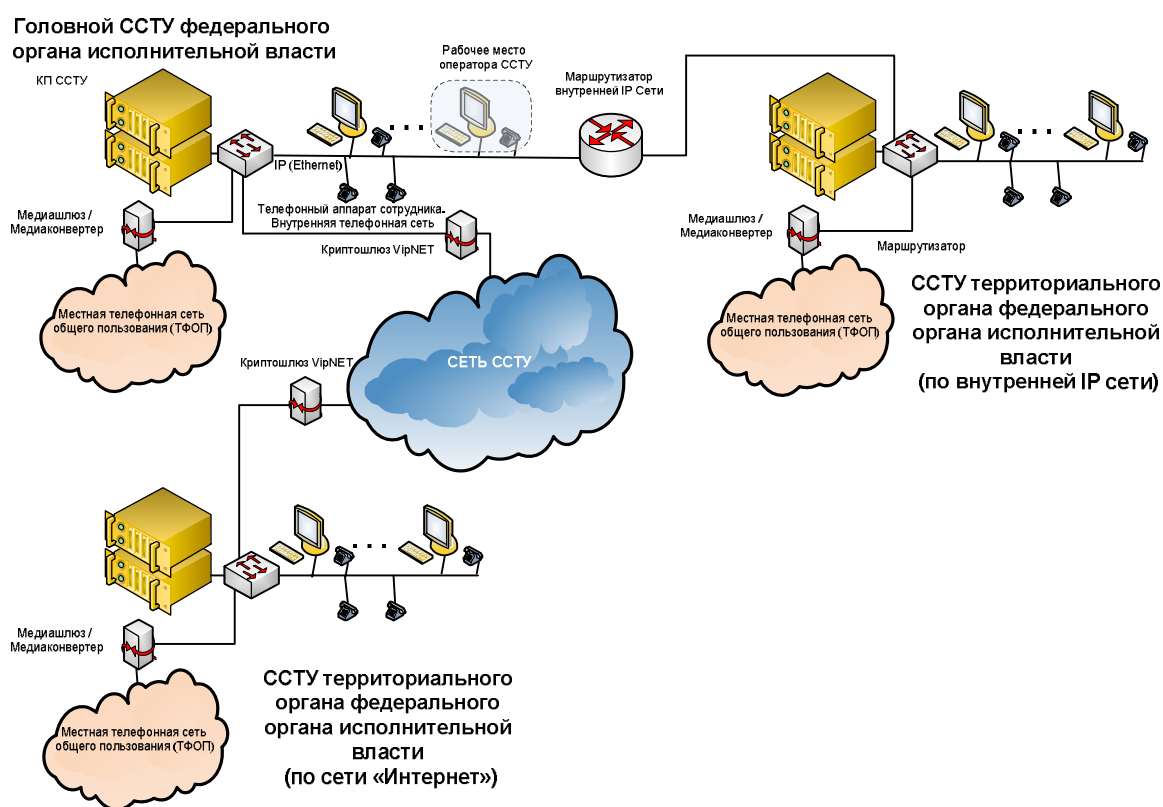 Головной ССТУ федерального
органа исполнительной власти
КП ССТУ
Рабочее место
оператора ССТУ
Маршрутизатор
внутренней IP Сети
IP (Ethernet)
Медиашлюз /
Медиаконвертер
Телефонный аппарат сотрудника.
Внутренняя телефонная сеть
Криптошлюз VipNET
Местная телефонная сеть
общего пользования (ТФОП)
Медиашлюз /
Медиаконвертер
Маршрутизатор
Местная телефонная сеть
общего пользования (ТФОП)
ССТУ территориального
органа федерального
органа исполнительной
власти
(по внутренней IP сети)
СЕТЬ ССТУ
Криптошлюз VipNET
Медиашлюз /
Медиаконвертер
Местная телефонная сеть
общего пользования (ТФОП)
ССТУ территориального
органа федерального
органа исполнительной
власти
(по сети «Интернет»)